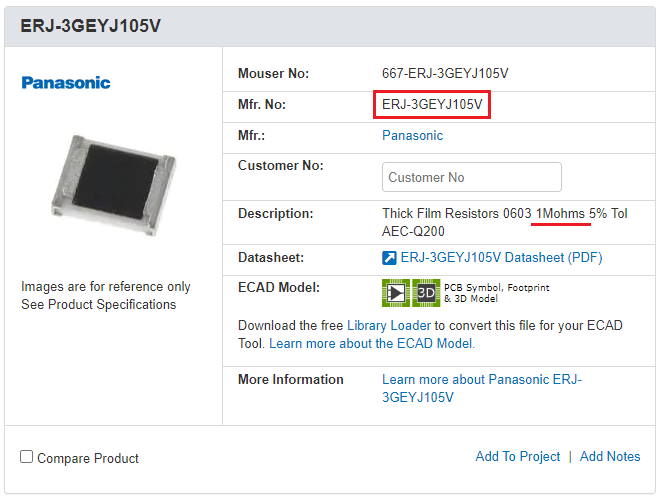 ERJ-3GEYJ105V
Panasonic
Images are for reference only
See Product Specifications
Mouser No: 667-ERJ-3GEYJ105V
Mfr. No: ERJ-3GEYJ105V
Mfr.: Panasonic
Customer No: Customer No
Description: Thick Film Resistors 0603 1Mohms 5% Tol
AEC-Q200
Datasheet: ERJ-3GEYJ105V Datasheet (PDF)
ECAD Model: 3D PCB Symbol, Footprint
& 3D Model
Download the free Library Loader to convert this file for your ECAD
Tool. Learn more about the ECAD Model.
More Information Learn more about Panasonic ERJ-
3GEYJ105V
Compare Product Add To Project | Add Notes